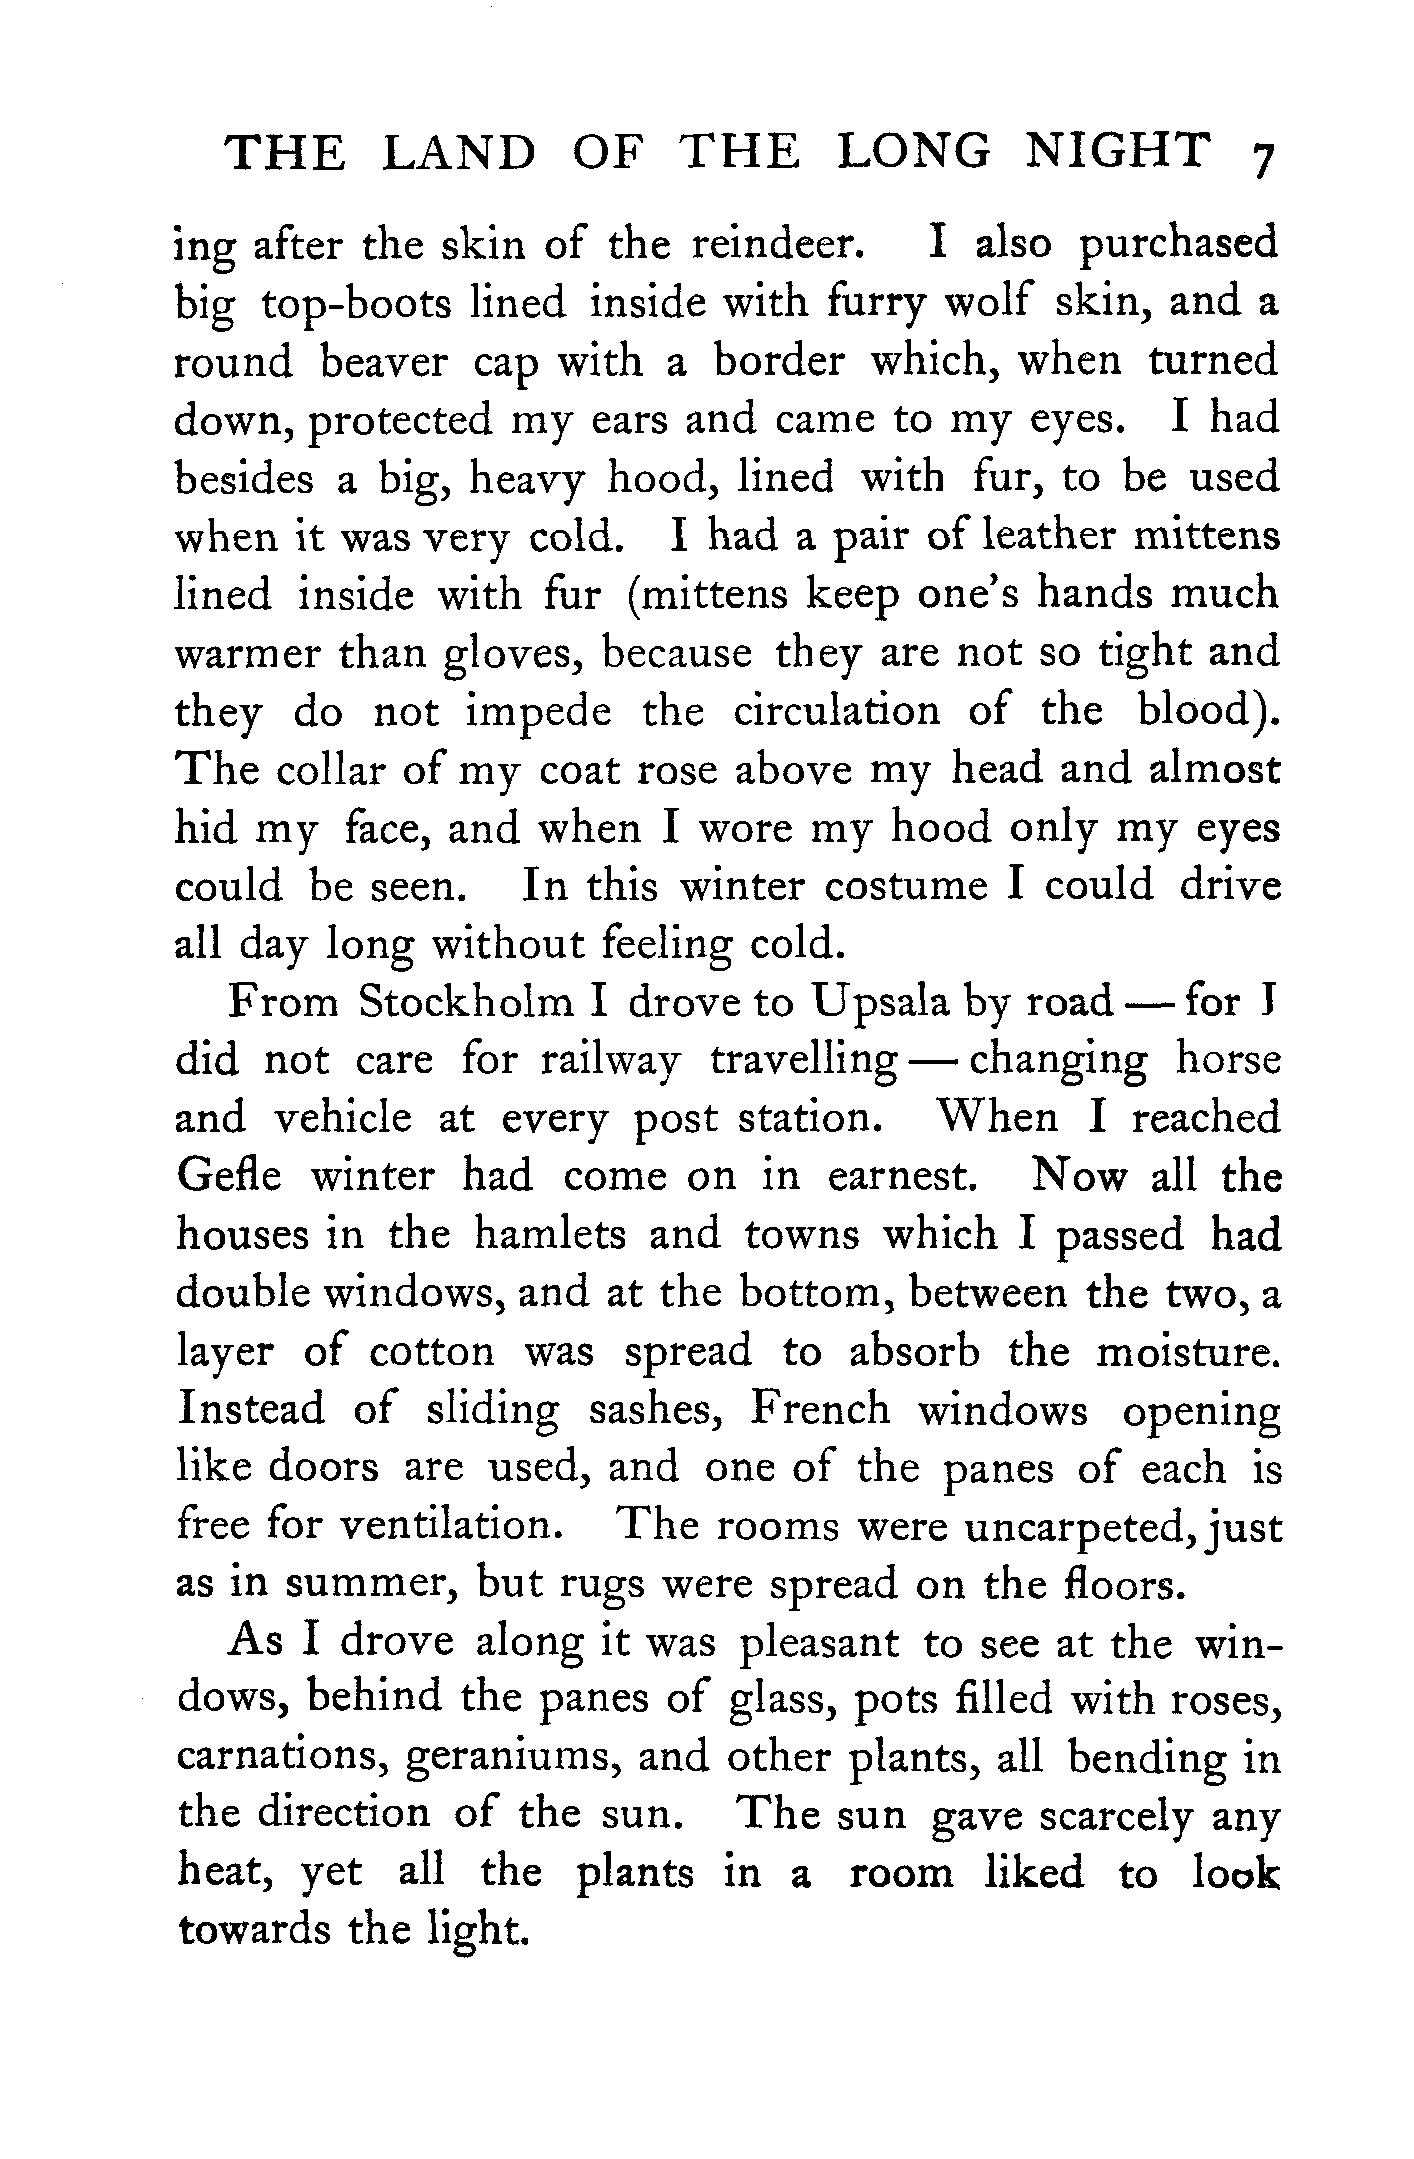 THE LAND OF THE LONG NIGHT 7
ing after the skin of the reindeer. I also purchased
big top-boots lined inside with furry wolf skin, and a
round beaver cap with a border which, when turned
down, protected my ears and came to my eyes. I had
besides a big, heavy hood, lined with fur, to be used
when it was very cold. I had a pair of leather mittens
lined inside with fur (mittens keep one's hands much
warmer than gloves, because they are not so tight and
they do not impede the circulation of the blood).
The collar of my coat rose above my head and almost
hid my face, and when I wore my hood only my eyes
could be seen. In this winter costume I could drive
all day long without feeling cold.
From Stockholm I drove to Upsala by road — for I
did not care for railway travelling — changing horse
and vehicle at every post station. When I reached
Gefle winter had come on in earnest. Now all the
houses in the hamlets and towns which I passed had
double windows, and at the bottom, between the two, a
layer of cotton was spread to absorb the moisture.
Instead of sliding sashes, French windows opening
like doors are used, and one of the panes of each is
free for ventilation. The rooms were uncarpeted, just
as in summer, but rugs were spread on the floors.
As I drove along it was pleasant to see at the win-
dows, behind the panes of glass, pots filled with roses,
carnations, geraniums, and other plants, all bending in
the direction of the sun. The sun gave scarcely any
heat, yet all the plants in a room liked to look
towards the light.